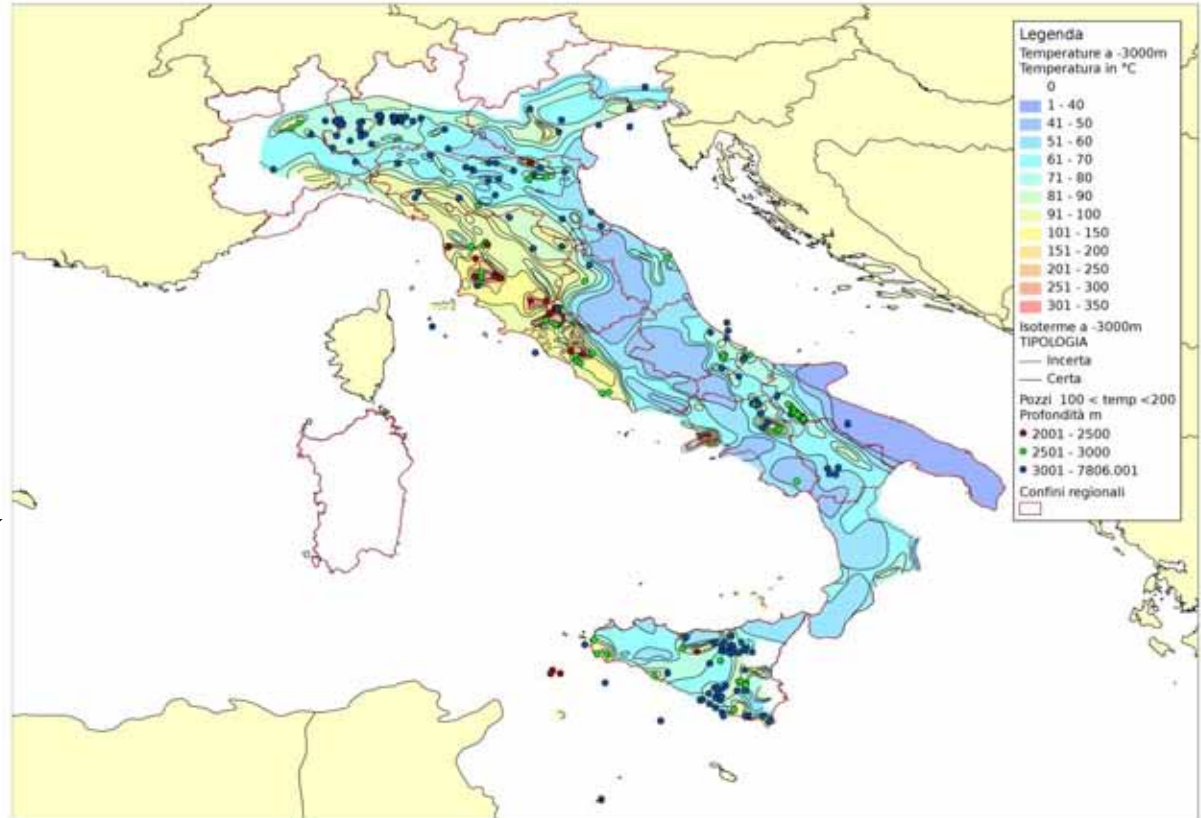 Legenda
Temperature a -3000m
Temperatura in °C
0
1 - 40
41 - 50
51 - 60
61 - 70
71 - 80
81 - 90
91 - 100
101 - 150
151 - 200
201 - 250
251 - 300
301 - 350
Isoterme a -3000m
TIPOLOGIA
Incerta
Certa
Pozzi 100 < temp <200
Profondità m
2001 - 2500
2501 - 3000
3001 - 7806.001
Confini regionali